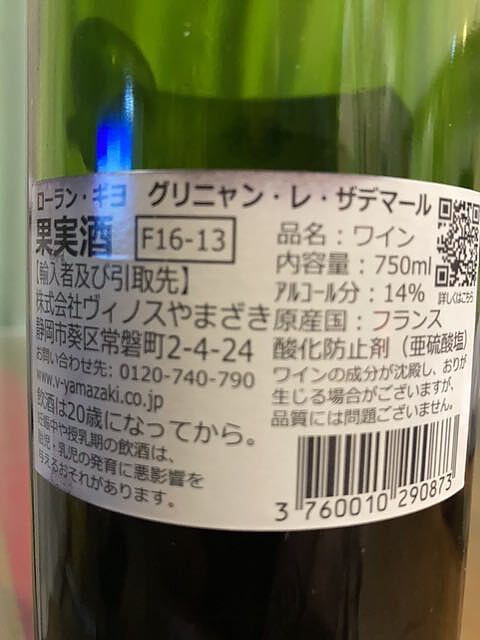 ローラン・ギヨ グリニャン・レ・ザデマール
果実酒 F16-13
【輸入者及び引取先】
株式会社ヴィノスやまざき
静岡市葵区常磐町2-4-24
お問い合わせ先: 0120-740-790
www.v-yamazaki.co.jp
飲酒は20歳になってから。
妊娠中や授乳期の飲酒は、
胎児・乳児の発育に悪影響を
与えるおそれがあります。
品名：ワイン
内容量：750ml
アルコール分：14%
詳しくはこちら
原産国：フランス
酸化防止剤（亜硫酸塩）
ワインの成分が沈殿し、おりが
生じる場合がございますが、
品質には問題ございません。
3 760010 290873